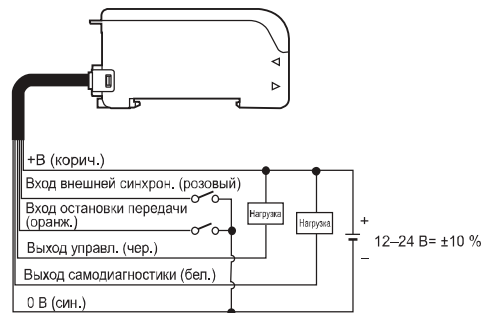 +В (корич.)
Вход внешней синхрон. (розовый)
Вход остановки передачи
(оранж.)
Нагрузка
Нагрузка
+
12–24 В= ±10 %
–
Выход управл. (чер.)
Выход самодиагностики (бел.)
0 В (син.)